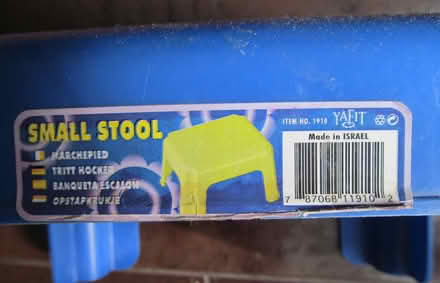 SMALL STOOL
MARCHEPIED
TRITT HOCKER
BANQUETA ESCALON
OPSTAPKRUKJE
ITEM NO. 1910 YAFIT
Made in ISRAEL
7 87068 11910 2